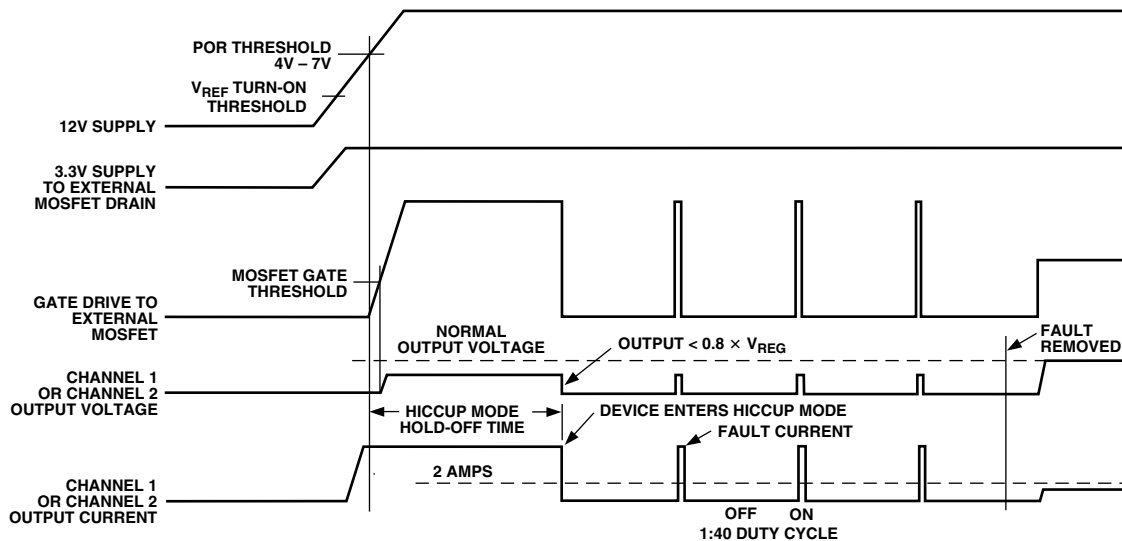 POR THRESHOLD
4V – 7V
VREF TURN-ON
THRESHOLD
12V SUPPLY
3.3V SUPPLY
TO EXTERNAL
MOSFET DRAIN
MOSFET GATE
THRESHOLD
GATE DRIVE TO
EXTERNAL
MOSFET
NORMAL
OUTPUT VOLTAGE
OUTPUT < 0.8 × VREG
FAULT
REMOVED
CHANNEL 1
OR CHANNEL 2
OUTPUT VOLTAGE
HICCUP MODE
HOLD-OFF TIME
DEVICE ENTERS HICCUP MODE
FAULT CURRENT
2 AMPS
CHANNEL 1
OR CHANNEL 2
OUTPUT CURRENT
OFF ON
1:40 DUTY CYCLE